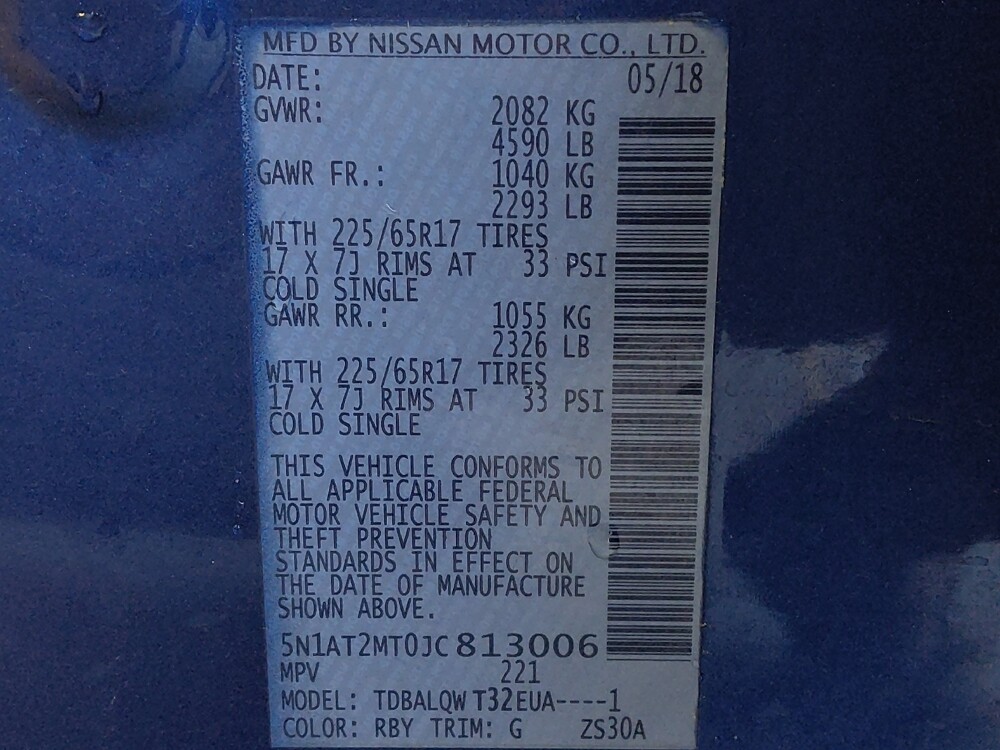 MFD BY NISSAN MOTOR CO., LTD.
DATE: 05/18
GVWR: 2082 KG
4590 LB
GAWR FR.: 1040 KG
2293 LB
WITH 225/65R17 TIRES
17 X 7J RIMS AT 33 PSI
COLD SINGLE
GAWR RR.: 1055 KG
2326 LB
WITH 225/65R17 TIRES
17 X 7J RIMS AT 33 PSI
COLD SINGLE
THIS VEHICLE CONFORMS TO
ALL APPLICABLE FEDERAL
MOTOR VEHICLE SAFETY AND
THEFT PREVENTION
STANDARDS IN EFFECT ON
THE DATE OF MANUFACTURE
SHOWN ABOVE.
5N1AT2MT0JC813006
MPV 221
MODEL: TDBALQWT32EUA----1
COLOR: RBY TRIM: G ZS30A